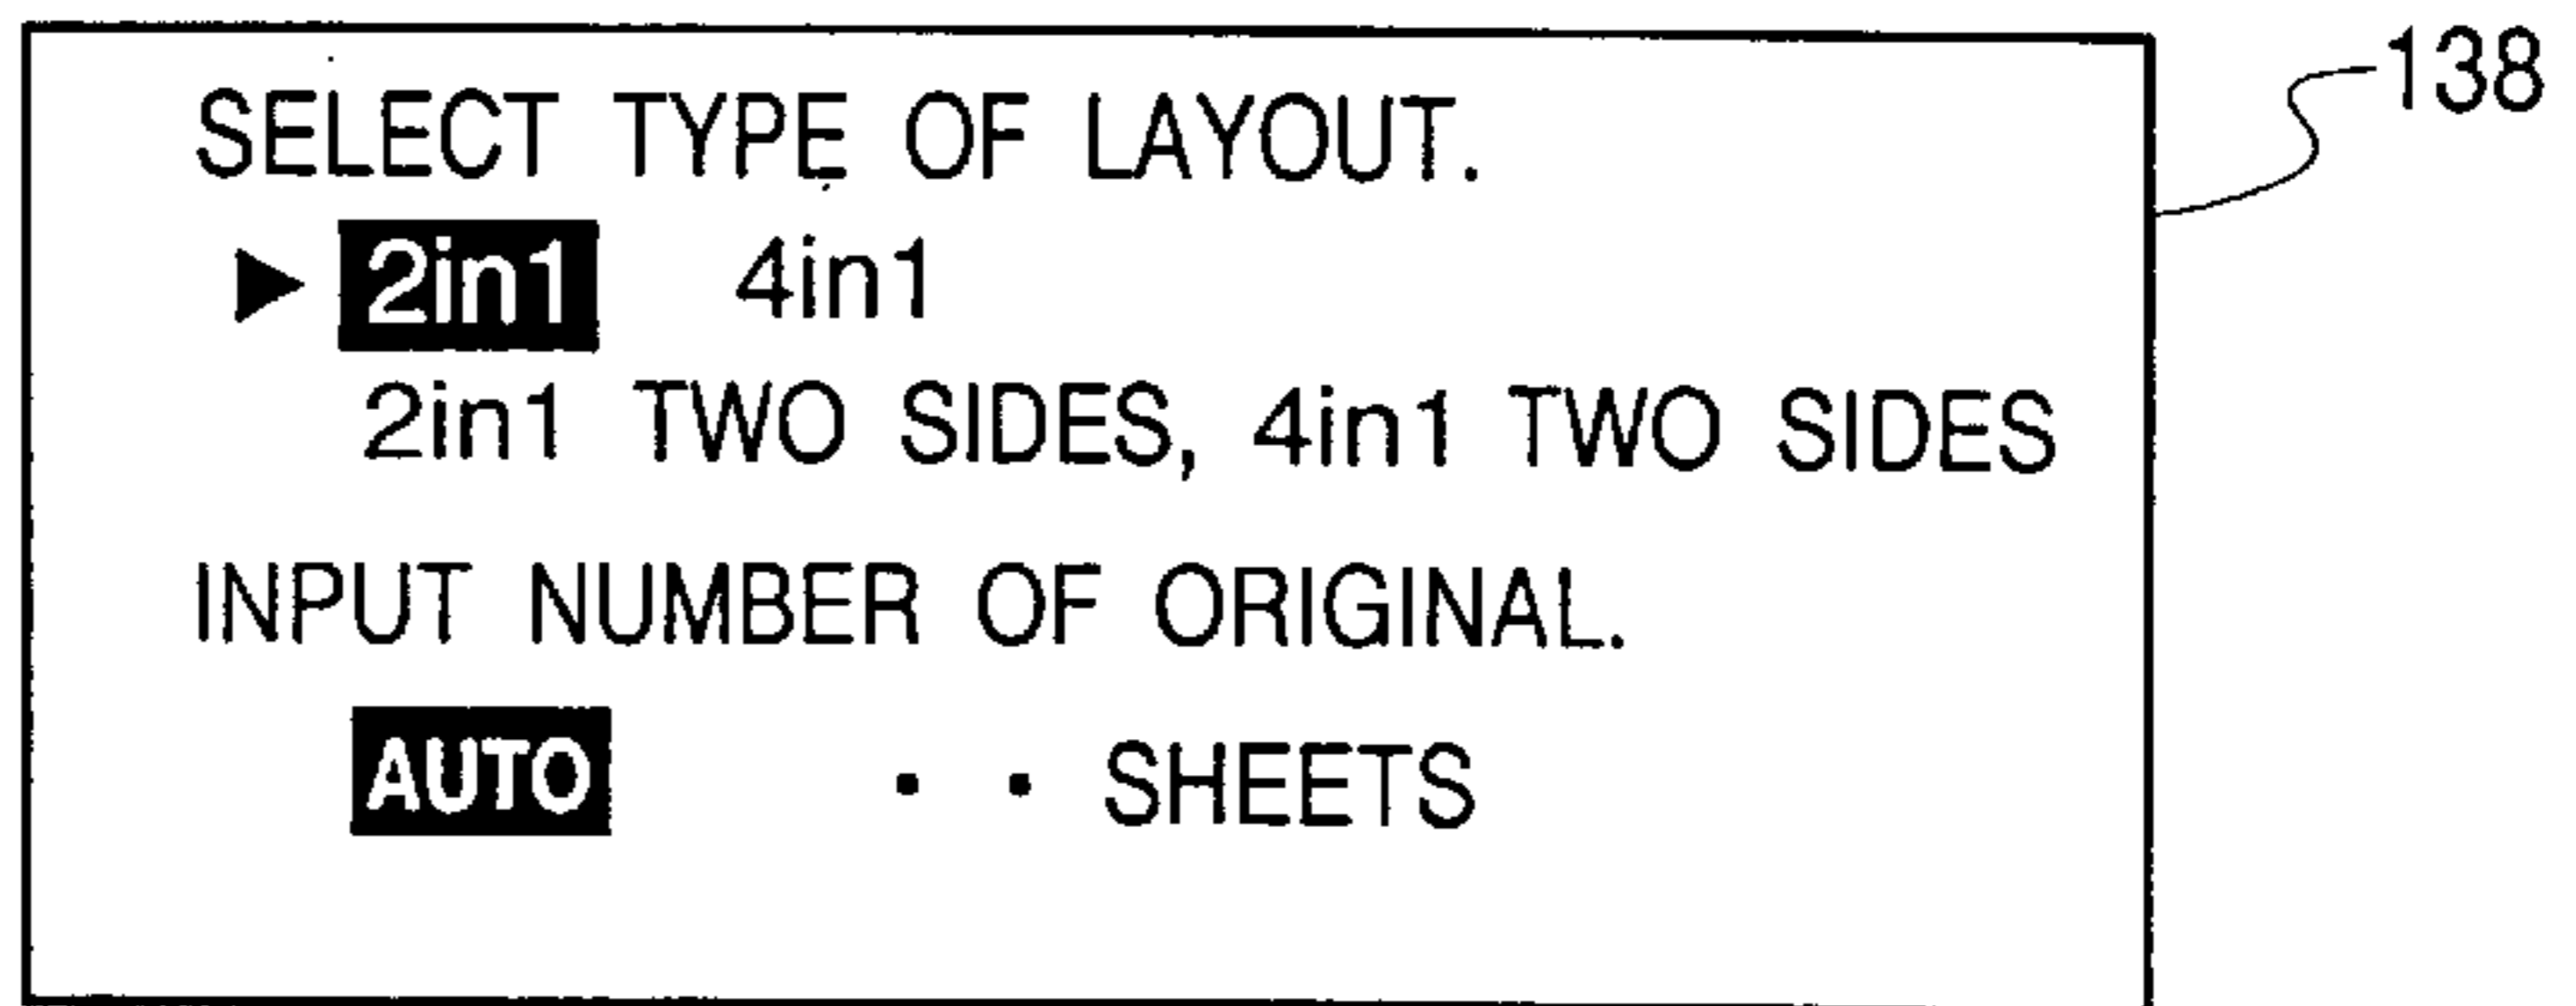 138
SELECT TYPE OF LAYOUT.
▶ 2in1 4in1
2in1 TWO SIDES, 4in1 TWO SIDES
INPUT NUMBER OF ORIGINAL.
AUTO · · SHEETS